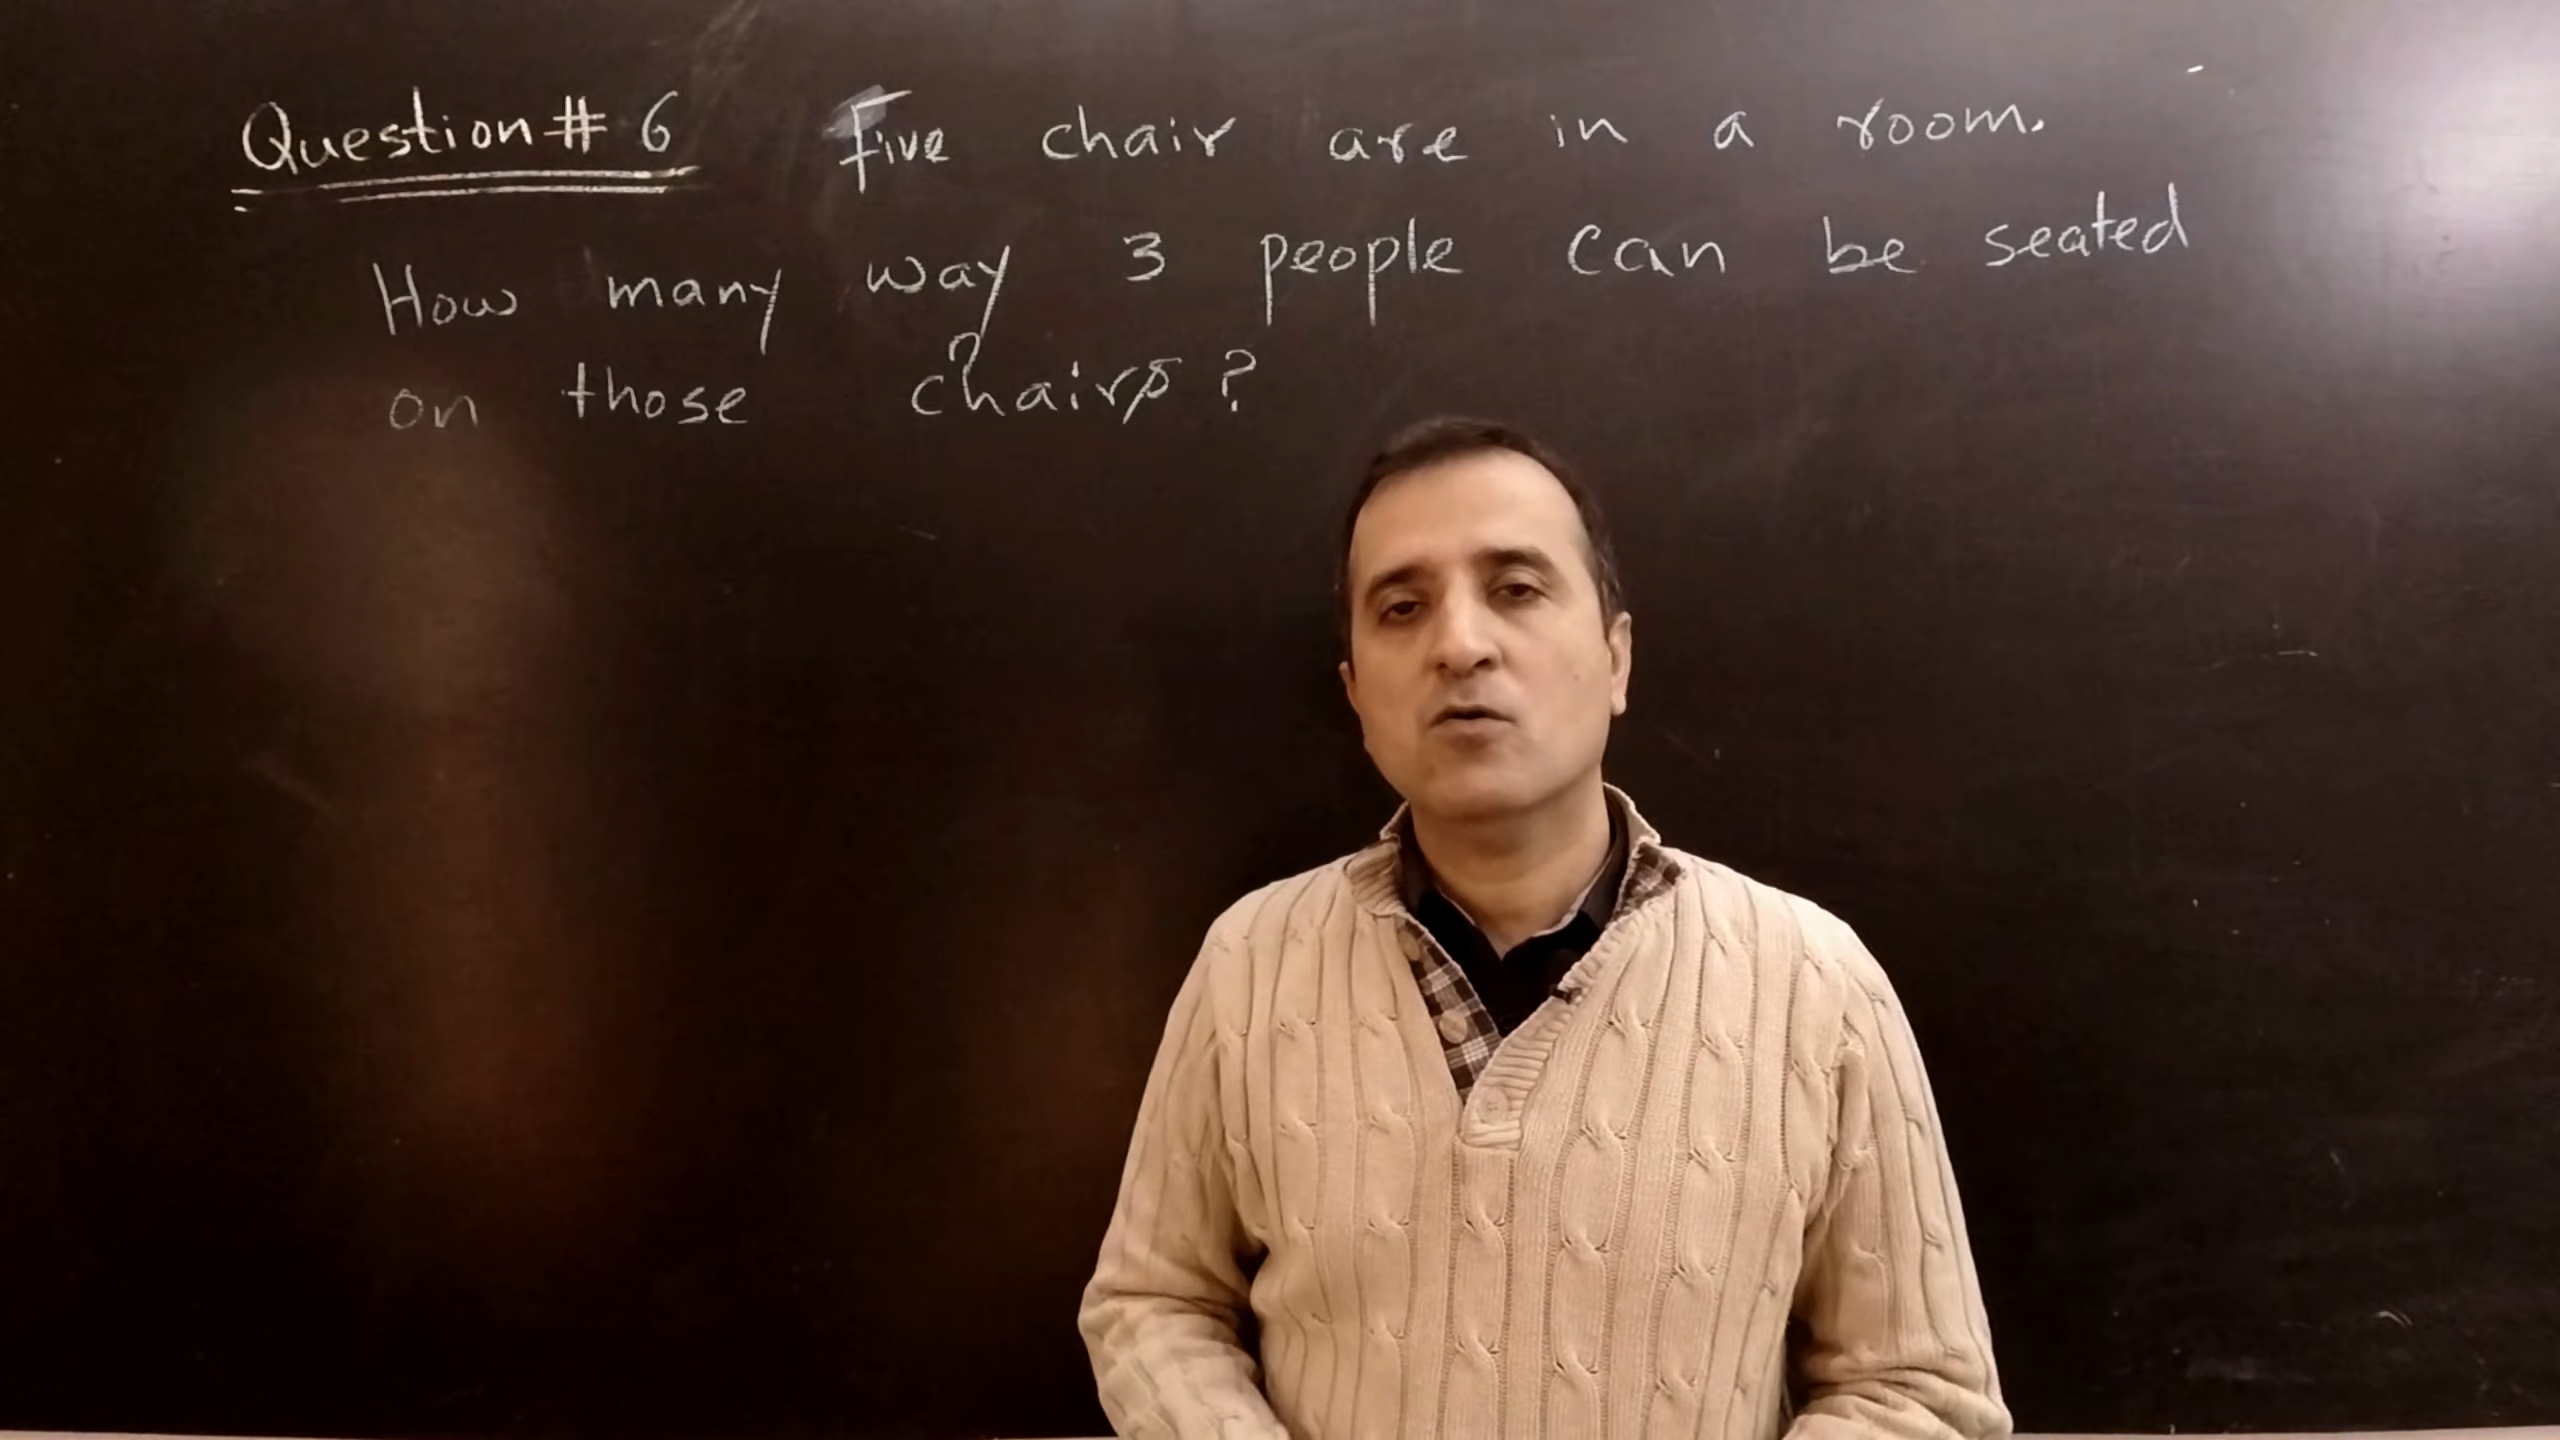 Question # 6 Five chair are in a room.
How many way 3 people can be seated
on those chairs ?